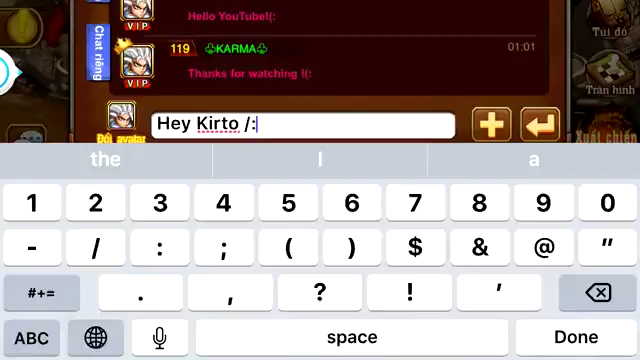 Hello YouTube!(:
VIP
Chat riêng
119 ♧KARMA♧ 01:01
Thanks for watching !(:
VIP
Túi đồ
Trận hình
Xuất chiến
Đổi avatar
Hey Kirto /:
the I a
1 2 3 4 5 6 7 8 9 0
- / : ; ( ) $ & @ "
#+= . , ? ! '
ABC space Done